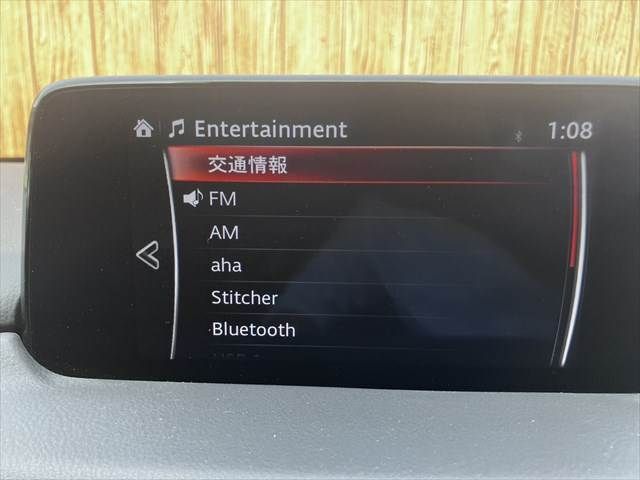 Entertainment 1:08
交通情報
FM
AM
aha
Stitcher
Bluetooth